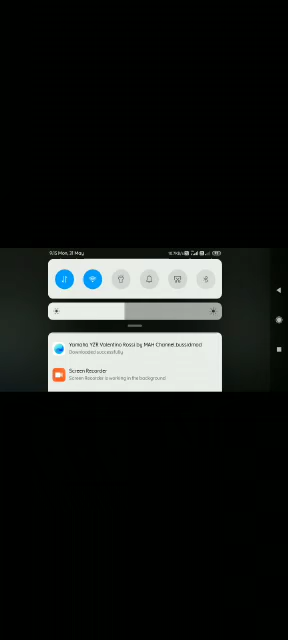 9:15 Mon, 31 May
Yamaha YZR Valentino Rossi by MAH Channel.bussidmod
Downloaded successfully
Screen Recorder
Screen Recorder is working in the background